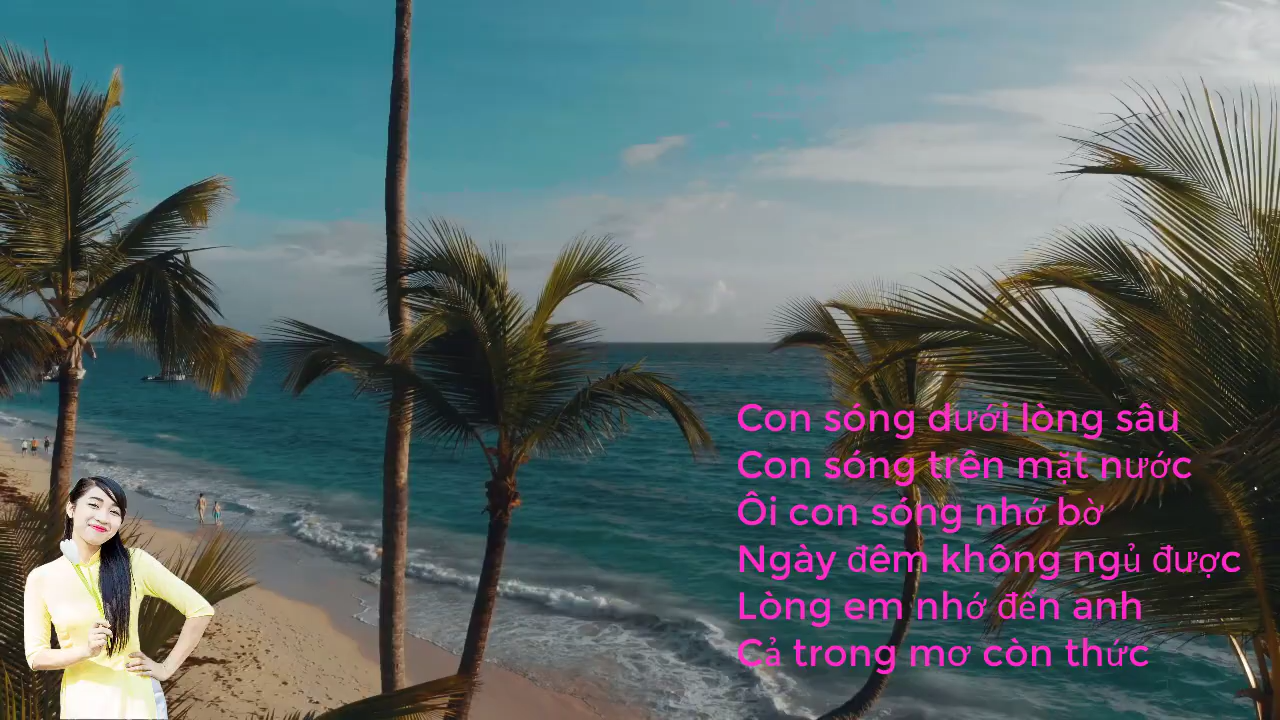 Con sóng dưới lòng sâu
Con sóng trên mặt nước
Ôi con sóng nhớ bờ
Ngày đêm không ngủ được
Lòng em nhớ đến anh
Cả trong mơ còn thức